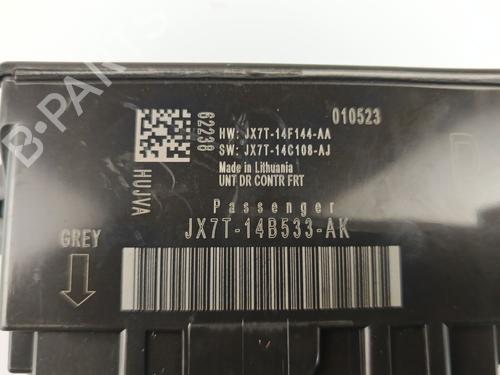 B-PARTS
62238
HUJVA
010523
HW: JX7T-14F144-AA
SW: JX7T-14C108-AJ
Made in Lithuania
UNT DR CONTR FRT
Passenger
JX7T-14B533-AK
GREY